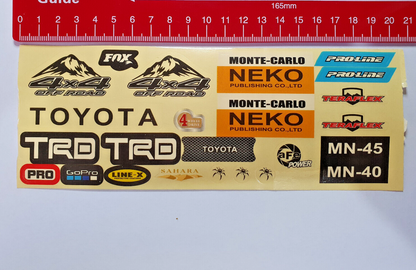 Guide
165mm
0 1 2 3 4 5 6 7 8 9 10 11 12 13 14 15 16 17 18 19 20 21
FOX
4x4
OFF ROAD
4x4
OFF ROAD
MONTE-CARLO
NEKO
PUBLISHING CO.,LTD
PRO-LINE
PRO-LINE
TERAFLEX
TOYOTA
4
MONTE-CARLO
NEKO
PUBLISHING CO.,LTD
TERAFLEX
TRD TRD
TOYOTA
aFe
POWER
MN-45
MN-40
PRO
GoPro
LINE-X
SAHARA